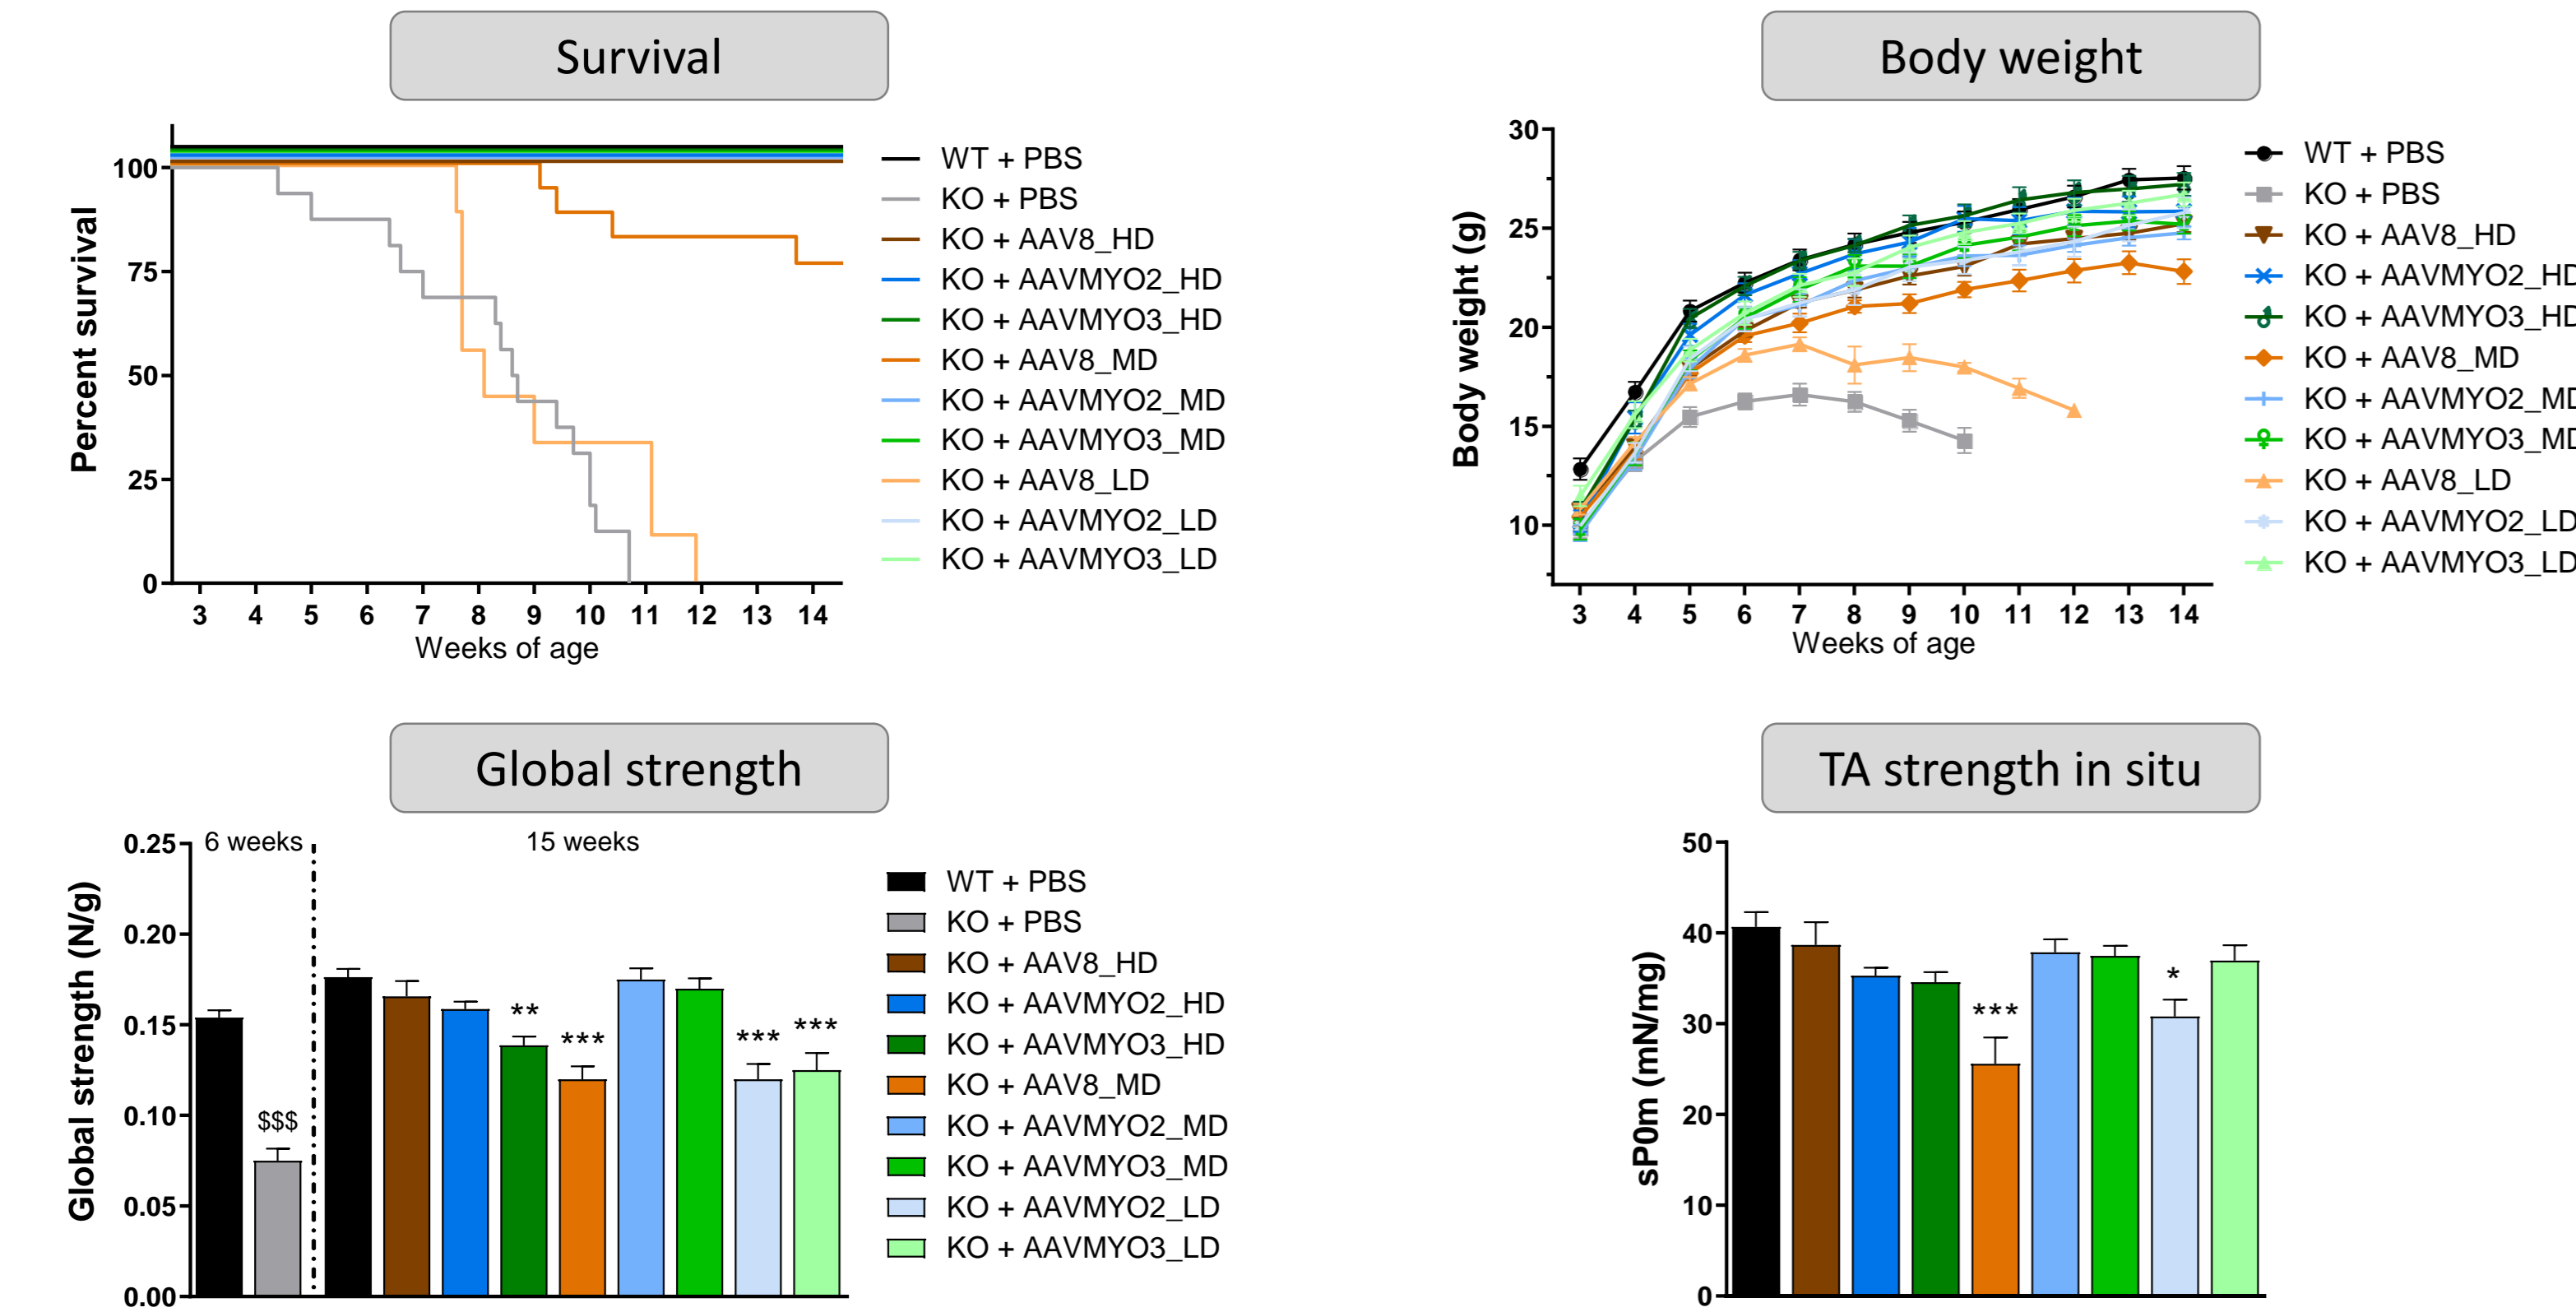 Survival
Percent survival
100
75
50
25
0
3 4 5 6 7 8 9 10 11 12 13 14
Weeks of age
WT + PBS
KO + PBS
KO + AAV8_HD
KO + AAVMYO2_HD
KO + AAVMYO3_HD
KO + AAV8_MD
KO + AAVMYO2_MD
KO + AAVMYO3_MD
KO + AAV8_LD
KO + AAVMYO2_LD
KO + AAVMYO3_LD
Body weight
Body weight (g)
30
25
20
15
10
3 4 5 6 7 8 9 10 11 12 13 14
Weeks of age
WT + PBS
KO + PBS
KO + AAV8_HD
KO + AAVMYO2_HD
KO + AAVMYO3_HD
KO + AAV8_MD
KO + AAVMYO2_MD
KO + AAVMYO3_MD
KO + AAV8_LD
KO + AAVMYO2_LD
KO + AAVMYO3_LD
Global strength
Global strength (N/g)
0.25
0.20
0.15
0.10
0.05
0.00
6 weeks
15 weeks
$$$
**
***
***
***
WT + PBS
KO + PBS
KO + AAV8_HD
KO + AAVMYO2_HD
KO + AAVMYO3_HD
KO + AAV8_MD
KO + AAVMYO2_MD
KO + AAVMYO3_MD
KO + AAVMYO2_LD
KO + AAVMYO3_LD
TA strength in situ
sP0m (mN/mg)
50
40
30
20
10
0
***
*